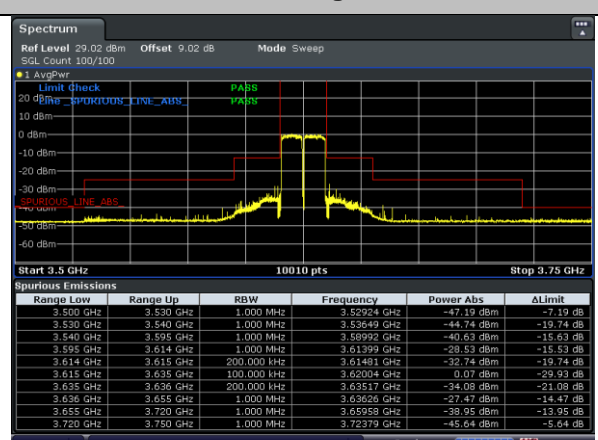 Spectrum
Ref Level 29.02 dBm Offset 9.02 dB Mode Sweep
SGL Count 100/100
1 AvgPwr
Limit Check PASS
20 dBm
Line _SPURIUOS_LINE_ABS_ PASS
10 dBm
0 dBm
-10 dBm
-20 dBm
-30 dBm
_SPURIOUS_LINE_ABS_
-40 dBm
-50 dBm
-60 dBm
Start 3.5 GHz 10010 pts Stop 3.75 GHz
Spurious Emissions
Range Low Range Up RBW Frequency Power Abs ΔLimit
3.500 GHz 3.530 GHz 1.000 MHz 3.52924 GHz -47.19 dBm -7.19 dB
3.530 GHz 3.540 GHz 1.000 MHz 3.53649 GHz -44.74 dBm -19.74 dB
3.540 GHz 3.595 GHz 1.000 MHz 3.58992 GHz -40.63 dBm -15.63 dB
3.595 GHz 3.614 GHz 1.000 MHz 3.61399 GHz -28.53 dBm -15.53 dB
3.614 GHz 3.615 GHz 200.000 kHz 3.61481 GHz -32.74 dBm -19.74 dB
3.615 GHz 3.635 GHz 100.000 kHz 3.62004 GHz 0.07 dBm -29.93 dB
3.635 GHz 3.636 GHz 200.000 kHz 3.63517 GHz -34.08 dBm -21.08 dB
3.636 GHz 3.655 GHz 1.000 MHz 3.63626 GHz -27.47 dBm -14.47 dB
3.655 GHz 3.720 GHz 1.000 MHz 3.65958 GHz -38.95 dBm -13.95 dB
3.720 GHz 3.750 GHz 1.000 MHz 3.72379 GHz -45.64 dBm -5.64 dB